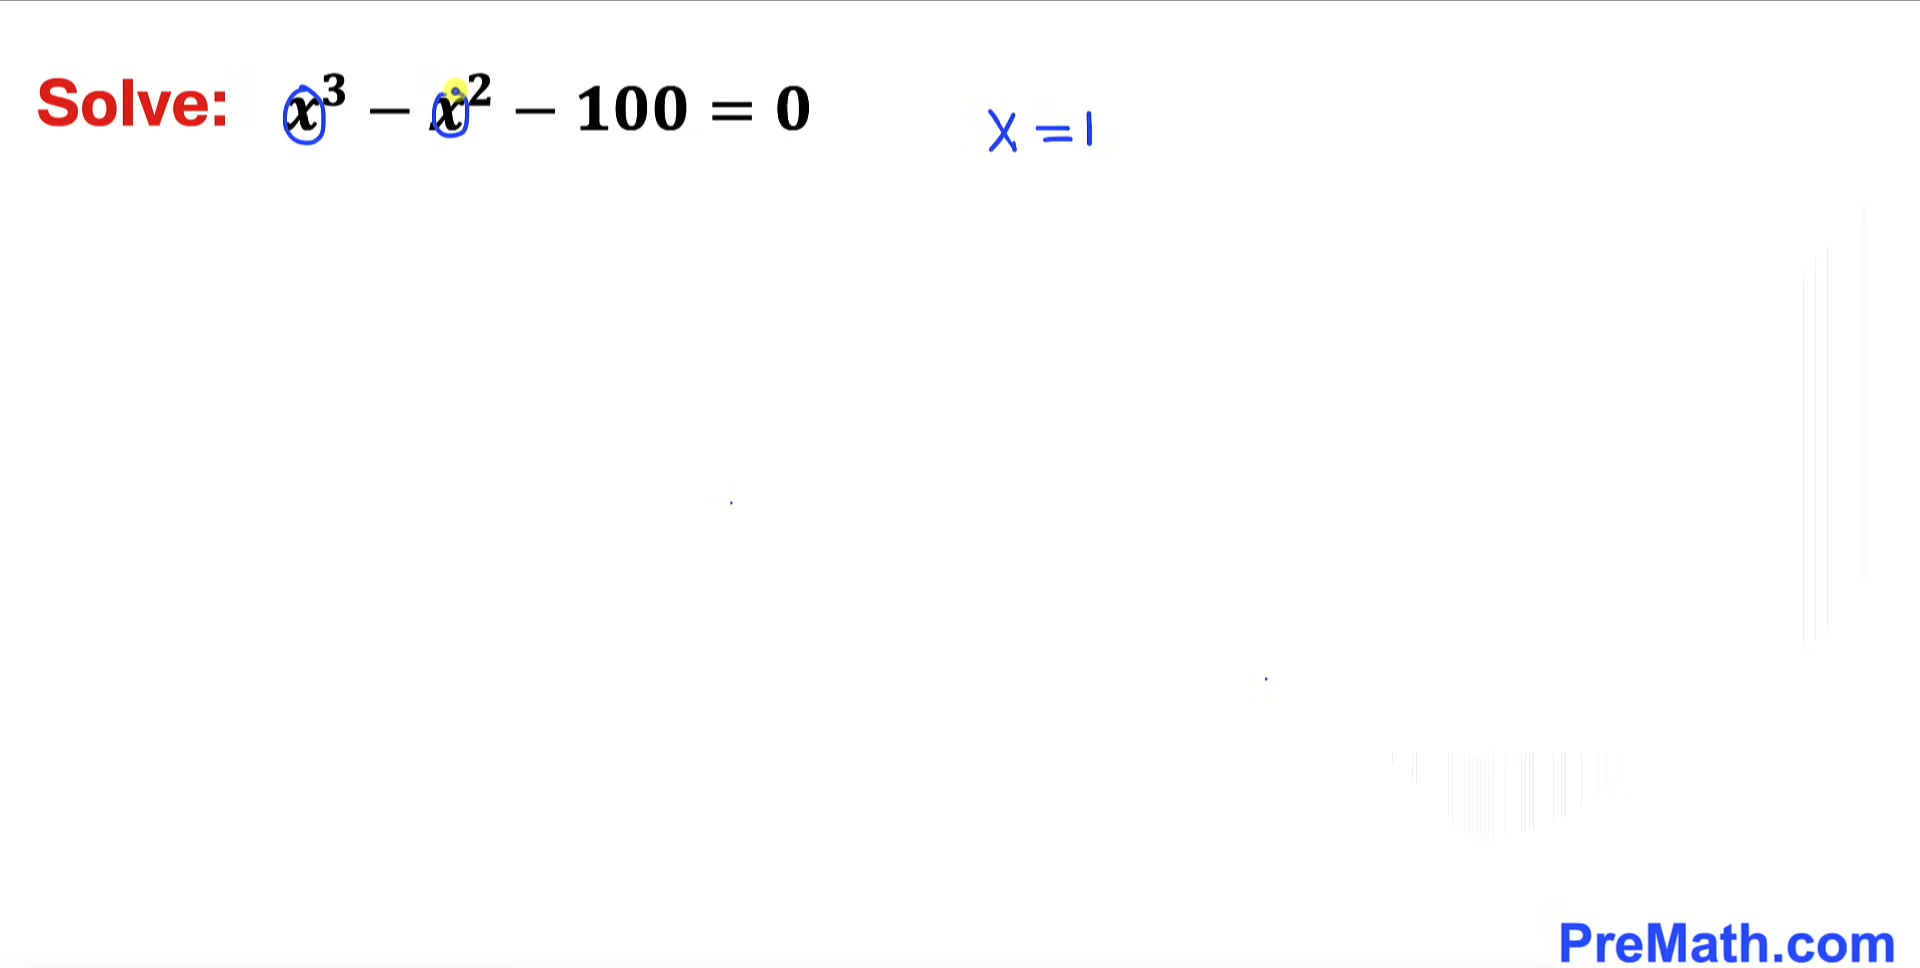 Solve: x³ − x² − 100 = 0
x = 1
PreMath.com